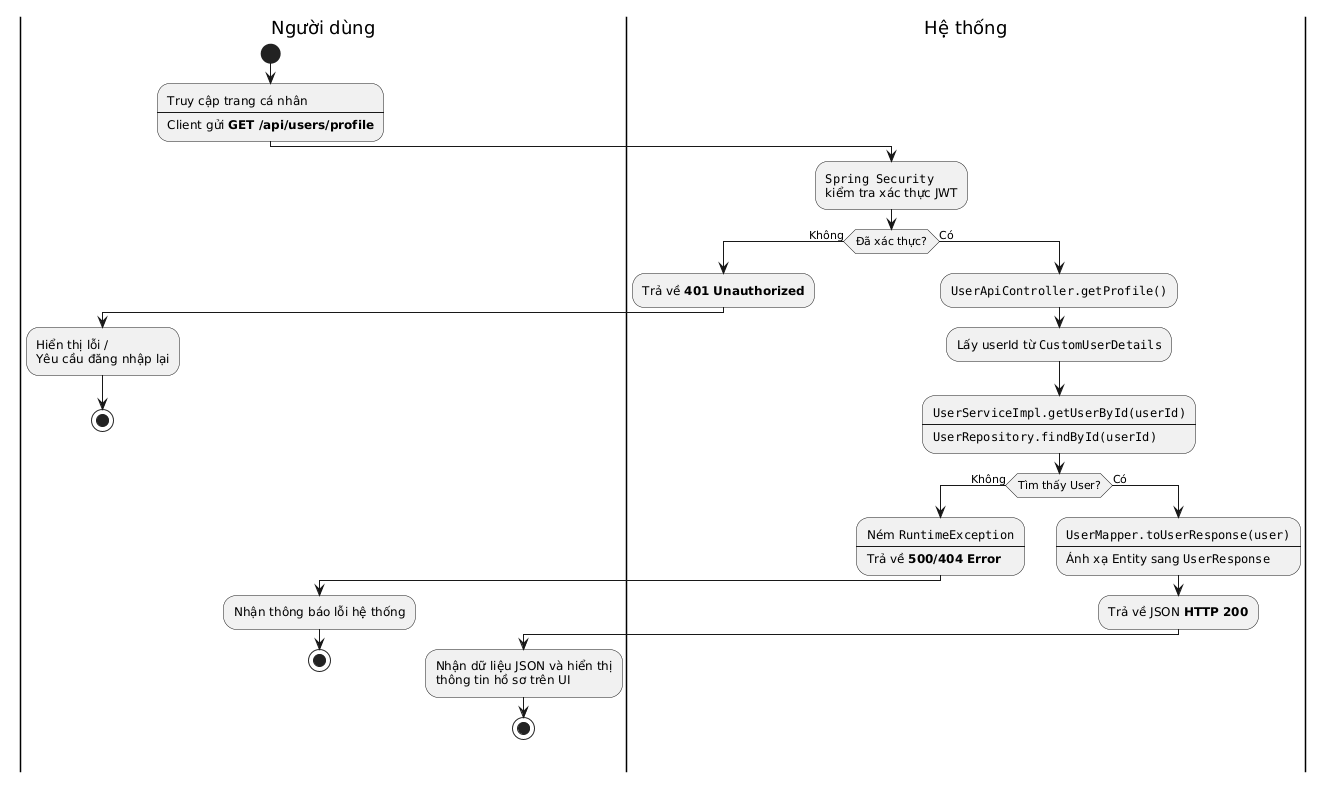 Người dùng
Hệ thống
Truy cập trang cá nhân
Client gửi GET /api/users/profile
Spring Security
kiểm tra xác thực JWT
Không
Đã xác thực?
Có
Trả về 401 Unauthorized
UserApiController.getProfile()
Hiển thị lỗi /
Yêu cầu đăng nhập lại
Lấy userId từ CustomUserDetails
UserServiceImpl.getUserById(userId)
UserRepository.findById(userId)
Không
Tìm thấy User?
Có
Ném RuntimeException
Trả về 500/404 Error
UserMapper.toUserResponse(user)
Ánh xạ Entity sang UserResponse
Nhận thông báo lỗi hệ thống
Trả về JSON HTTP 200
Nhận dữ liệu JSON và hiển thị
thông tin hồ sơ trên UI